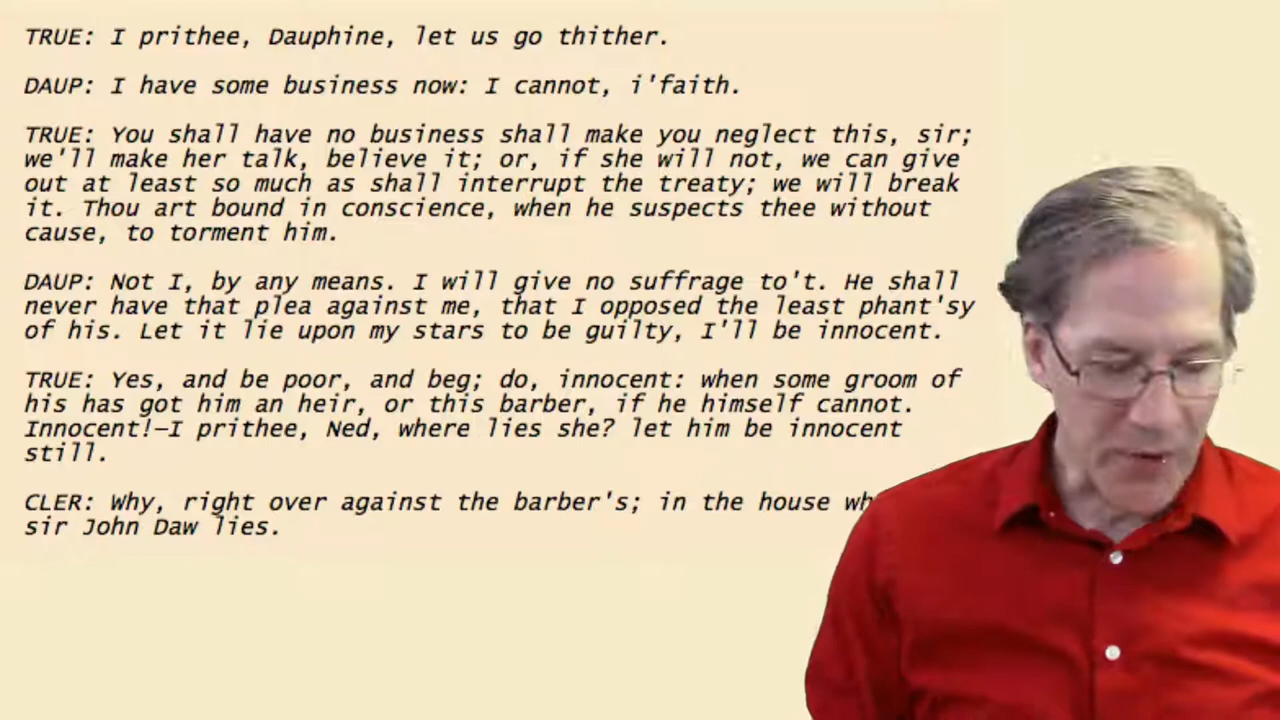 TRUE: I prithee, Dauphine, let us go thither.
DAUP: I have some business now: I cannot, i'faith.
TRUE: You shall have no business shall make you neglect this, sir;
we'll make her talk, believe it; or, if she will not, we can give
out at least so much as shall interrupt the treaty; we will break
it. Thou art bound in conscience, when he suspects thee without
cause, to torment him.
DAUP: Not I, by any means. I will give no suffrage to't. He shall
never have that plea against me, that I opposed the least phant'sy
of his. Let it lie upon my stars to be guilty, I'll be innocent.
TRUE: Yes, and be poor, and beg; do, innocent: when some groom of
his has got him an heir, or this barber, if he himself cannot.
Innocent!—I prithee, Ned, where lies she? let him be innocent
still.
CLER: Why, right over against the barber's; in the house
sir John Daw lies.